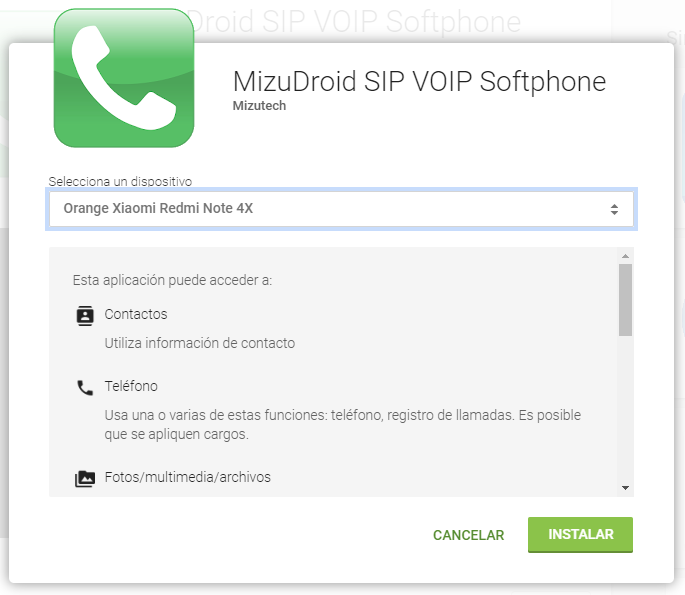 Droid SIP VOIP Softphone
MizuDroid SIP VOIP Softphone
Mizutech
Selecciona un dispositivo
Orange Xiaomi Redmi Note 4X
Esta aplicación puede acceder a:
Contactos
Utiliza información de contacto
Teléfono
Usa una o varias de estas funciones: teléfono, registro de llamadas. Es posible
que se apliquen cargos.
Fotos/multimedia/archivos
CANCELAR
INSTALAR